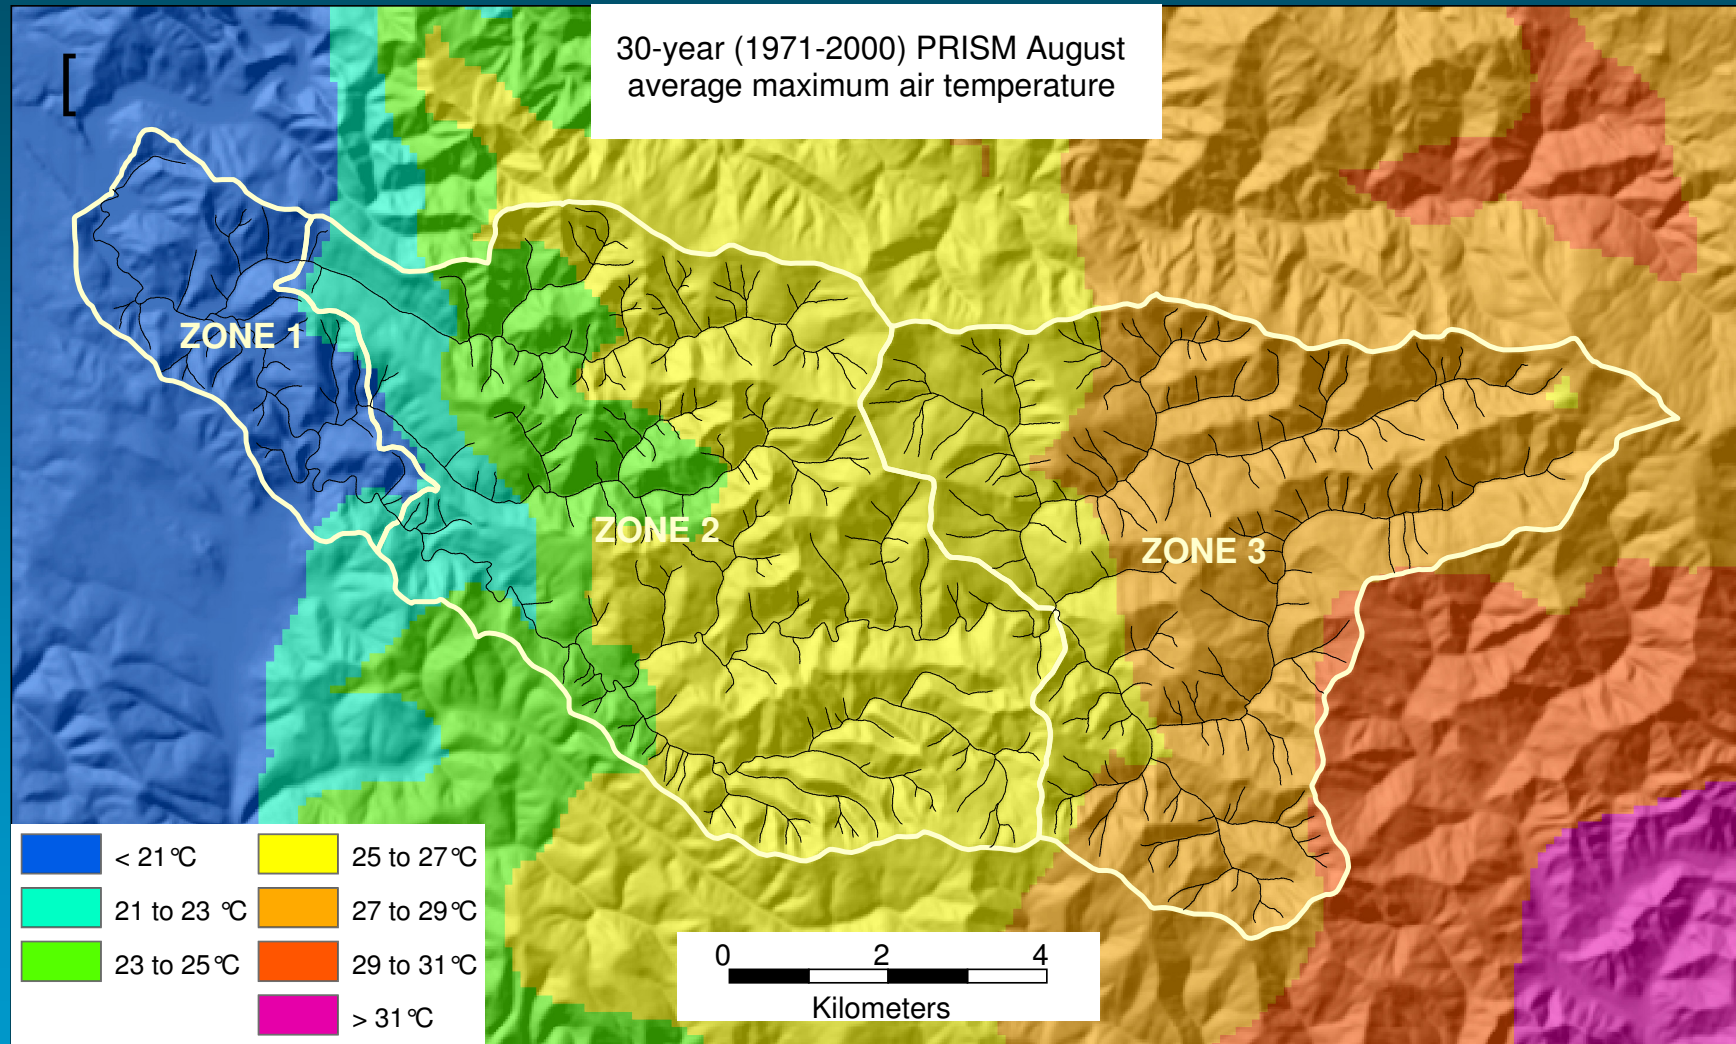 30-year (1971-2000) PRISM August
average maximum air temperature
[
ZONE 1
ZONE 2
ZONE 3
< 21°C
21 to 23 °C
23 to 25°C
25 to 27°C
27 to 29°C
29 to 31°C
> 31°C
0 2 4
Kilometers